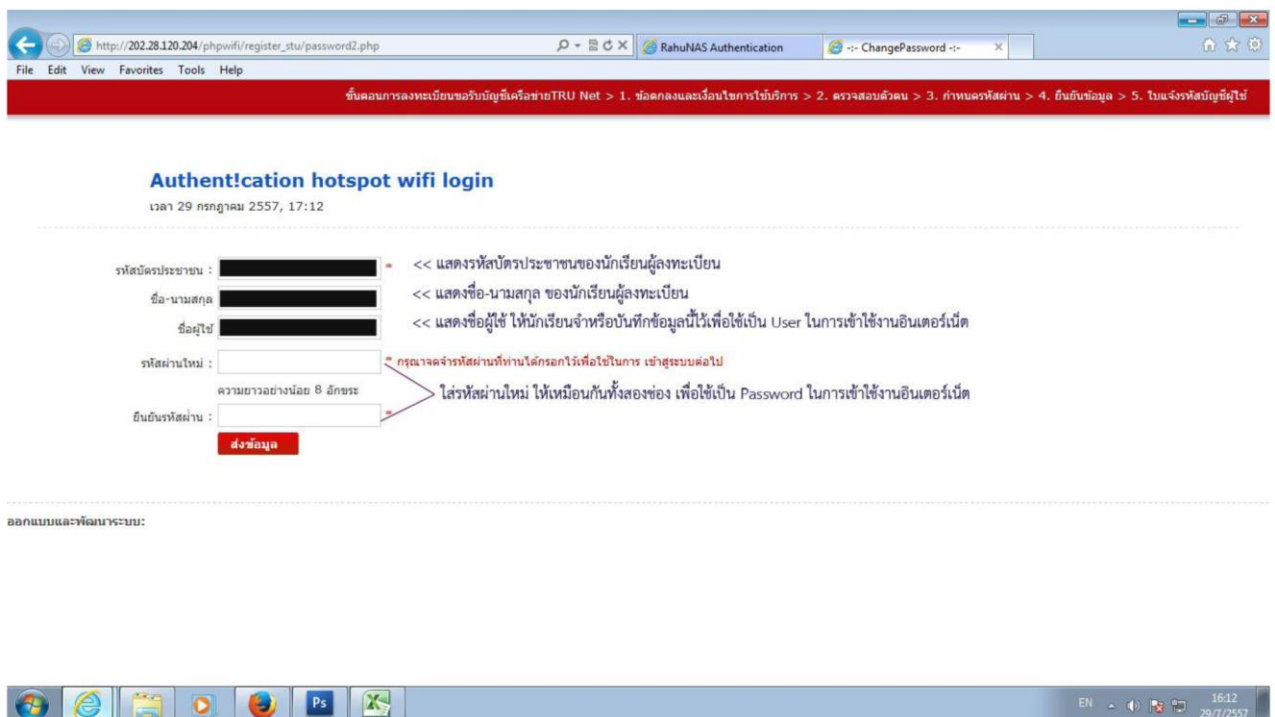 http://202.28.120.204/phpwifi/register_stu/password2.php
RahuNAS Authentication
-:- ChangePassword -:-
File Edit View Favorites Tools Help
ขั้นตอนการลงทะเบียนขอรับบัญชีเครือข่ายTRU Net > 1. ข้อตกลงและเงื่อนไขการใช้บริการ > 2. ตรวจสอบตัวตน > 3. กำหนดรหัสผ่าน > 4. ยืนยันข้อมูล > 5. ใบแจ้งรหัสบัญชีผู้ใช้
Authent!cation hotspot wifi login
เวลา 29 กรกฎาคม 2557, 17:12
รหัสบัตรประชาชน : * << แสดงรหัสบัตรประชาชนของนักเรียนผู้ลงทะเบียน
ชื่อ-นามสกุล << แสดงชื่อ-นามสกุล ของนักเรียนผู้ลงทะเบียน
ชื่อผู้ใช้ << แสดงชื่อผู้ใช้ ให้นักเรียนจำหรือบันทึกข้อมูลนี้ไว้เพื่อใช้เป็น User ในการเข้าใช้งานอินเตอร์เน็ต
รหัสผ่านใหม่ : * กรุณาจดจำรหัสผ่านที่ท่านได้กรอกไว้เพื่อใช้ในการ เข้าสู่ระบบต่อไป
ความยาวอย่างน้อย 8 อักขระ ใส่รหัสผ่านใหม่ ให้เหมือนกันทั้งสองช่อง เพื่อใช้เป็น Password ในการเข้าใช้งานอินเตอร์เน็ต
ยืนยันรหัสผ่าน : *
ส่งข้อมูล
ออกแบบและพัฒนาระบบ:
Ps
EN
16:12
29/7/2557